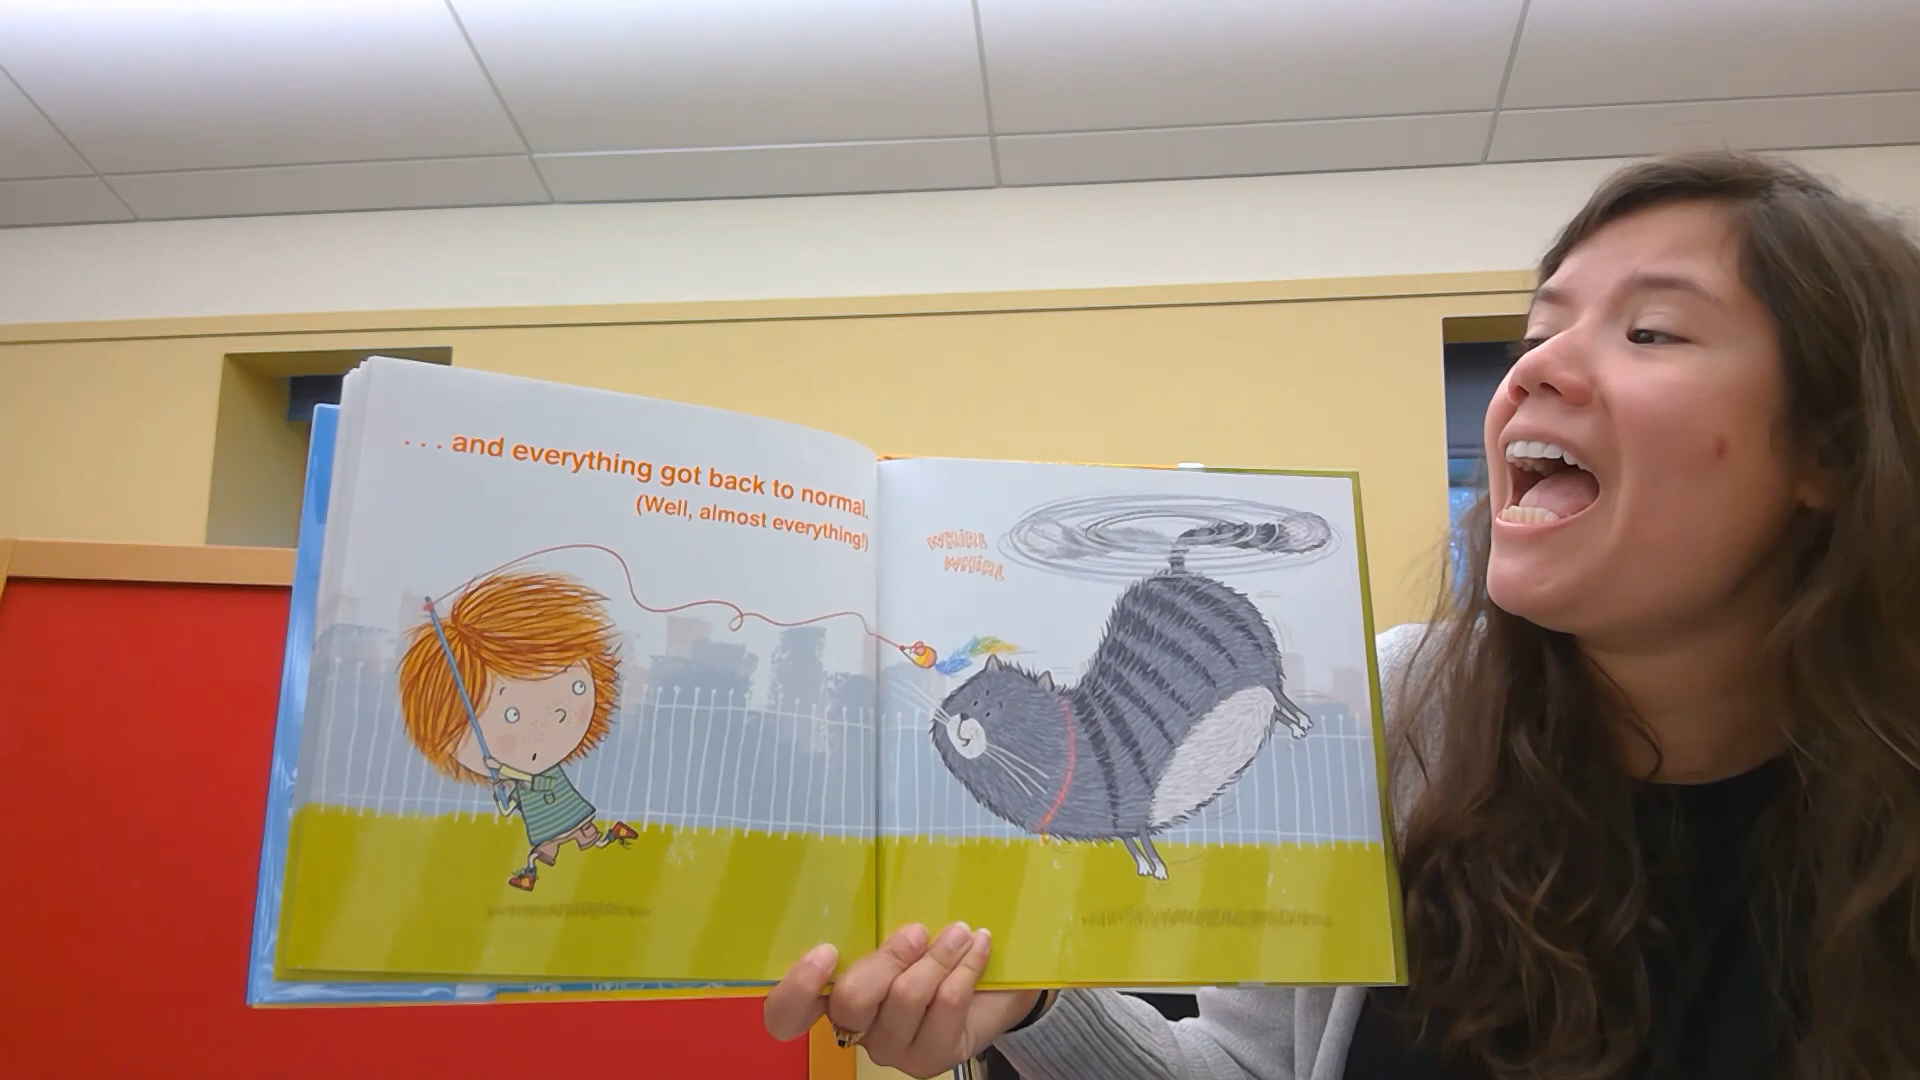 . . . and everything got back to normal.
(Well, almost everything!)
WHIRL
WHIRL